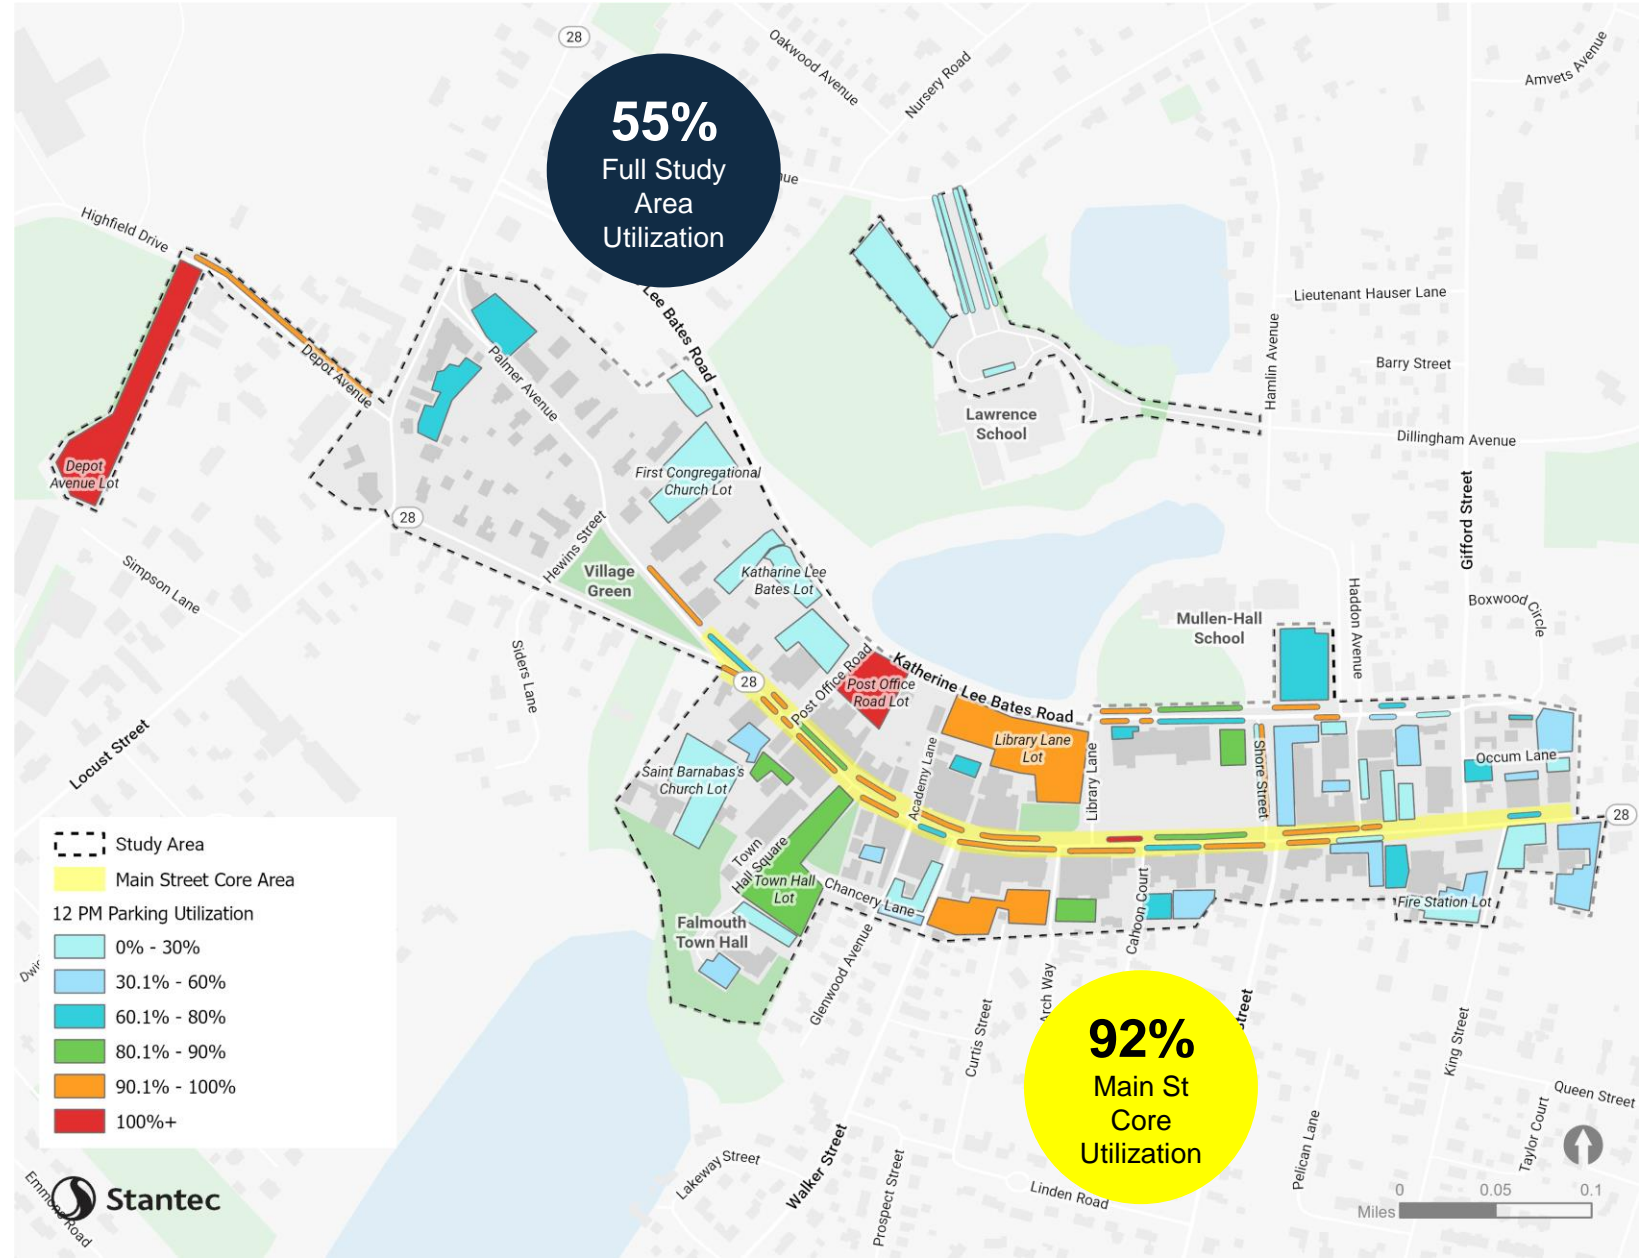 28
Oakwood Avenue
Nursery Road
Amvets Avenue
55%
Full Study
Area
Utilization
nue
Highfield Drive
Lee Bates Road
Lieutenant Hauser Lane
Hamlin Avenue
Barry Street
Depot Avenue
Palmer Avenue
Lawrence
School
Dillingham Avenue
Depot
Avenue Lot
First Congregational
Church Lot
Gifford Street
28
Hewins Street
Simpson Lane
Village
Green
Katharine Lee
Bates Lot
Haddon Avenue
Boxwood Circle
Mullen-Hall
School
Siders Lane
28
Post Office Road
Post Office
Road Lot
Katherine Lee Bates Road
Locust Street
Saint Barnabas's
Church Lot
Academy Lane
Library Lane
Lot
Library Lane
Shore Street
Occum Lane
28
Town
Hall Square
Town Hall
Lot
Chancery Lane
Cahoon Court
Fire Station Lot
Falmouth
Town Hall
Glenwood Avenue
Arch Way
Curtis Street
treet
King Street
Study Area
Main Street Core Area
12 PM Parking Utilization
0% - 30%
30.1% - 60%
60.1% - 80%
80.1% - 90%
90.1% - 100%
100%+
92%
Main St
Core
Utilization
Queen Street
Taylor Court
Pelican Lane
Lakeway Street
Walker Street
Prospect Street
Linden Road
Emmons Road
Stantec
0 0.05 0.1
Miles